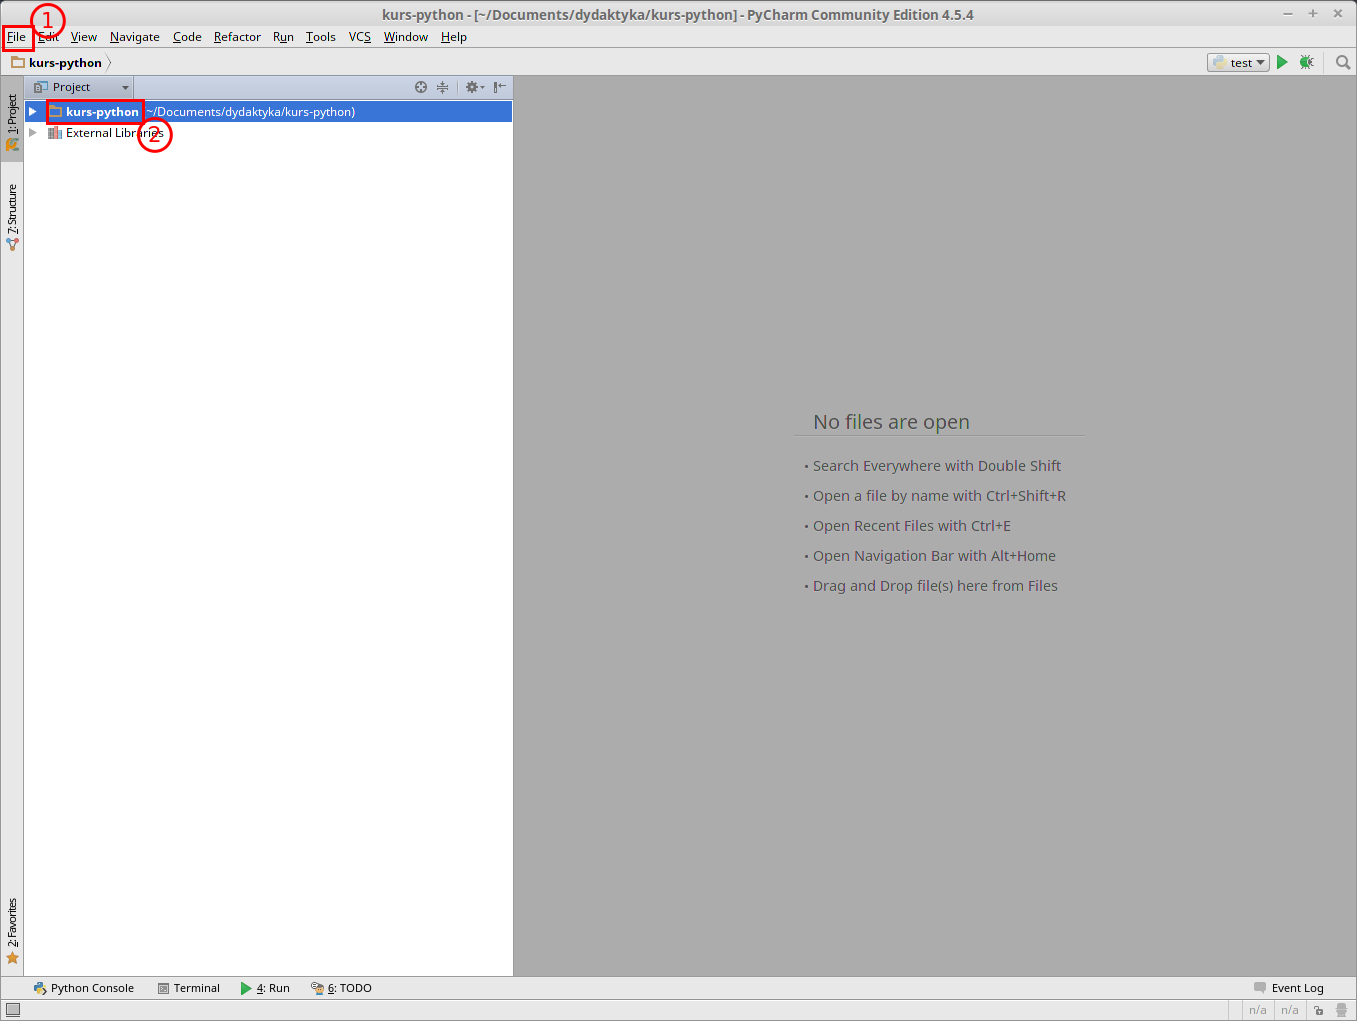 kurs-python - [~/Documents/dydaktyka/kurs-python] - PyCharm Community Edition 4.5.4
1
File Edit View Navigate Code Refactor Run Tools VCS Window Help
kurs-python
test
Project
1: Project
kurs-python ~/Documents/dydaktyka/kurs-python)
External Libraries
2
7: Structure
No files are open
• Search Everywhere with Double Shift
• Open a file by name with Ctrl+Shift+R
• Open Recent Files with Ctrl+E
• Open Navigation Bar with Alt+Home
• Drag and Drop file(s) here from Files
2: Favorites
Python Console Terminal 4: Run 6: TODO Event Log
n/a n/a